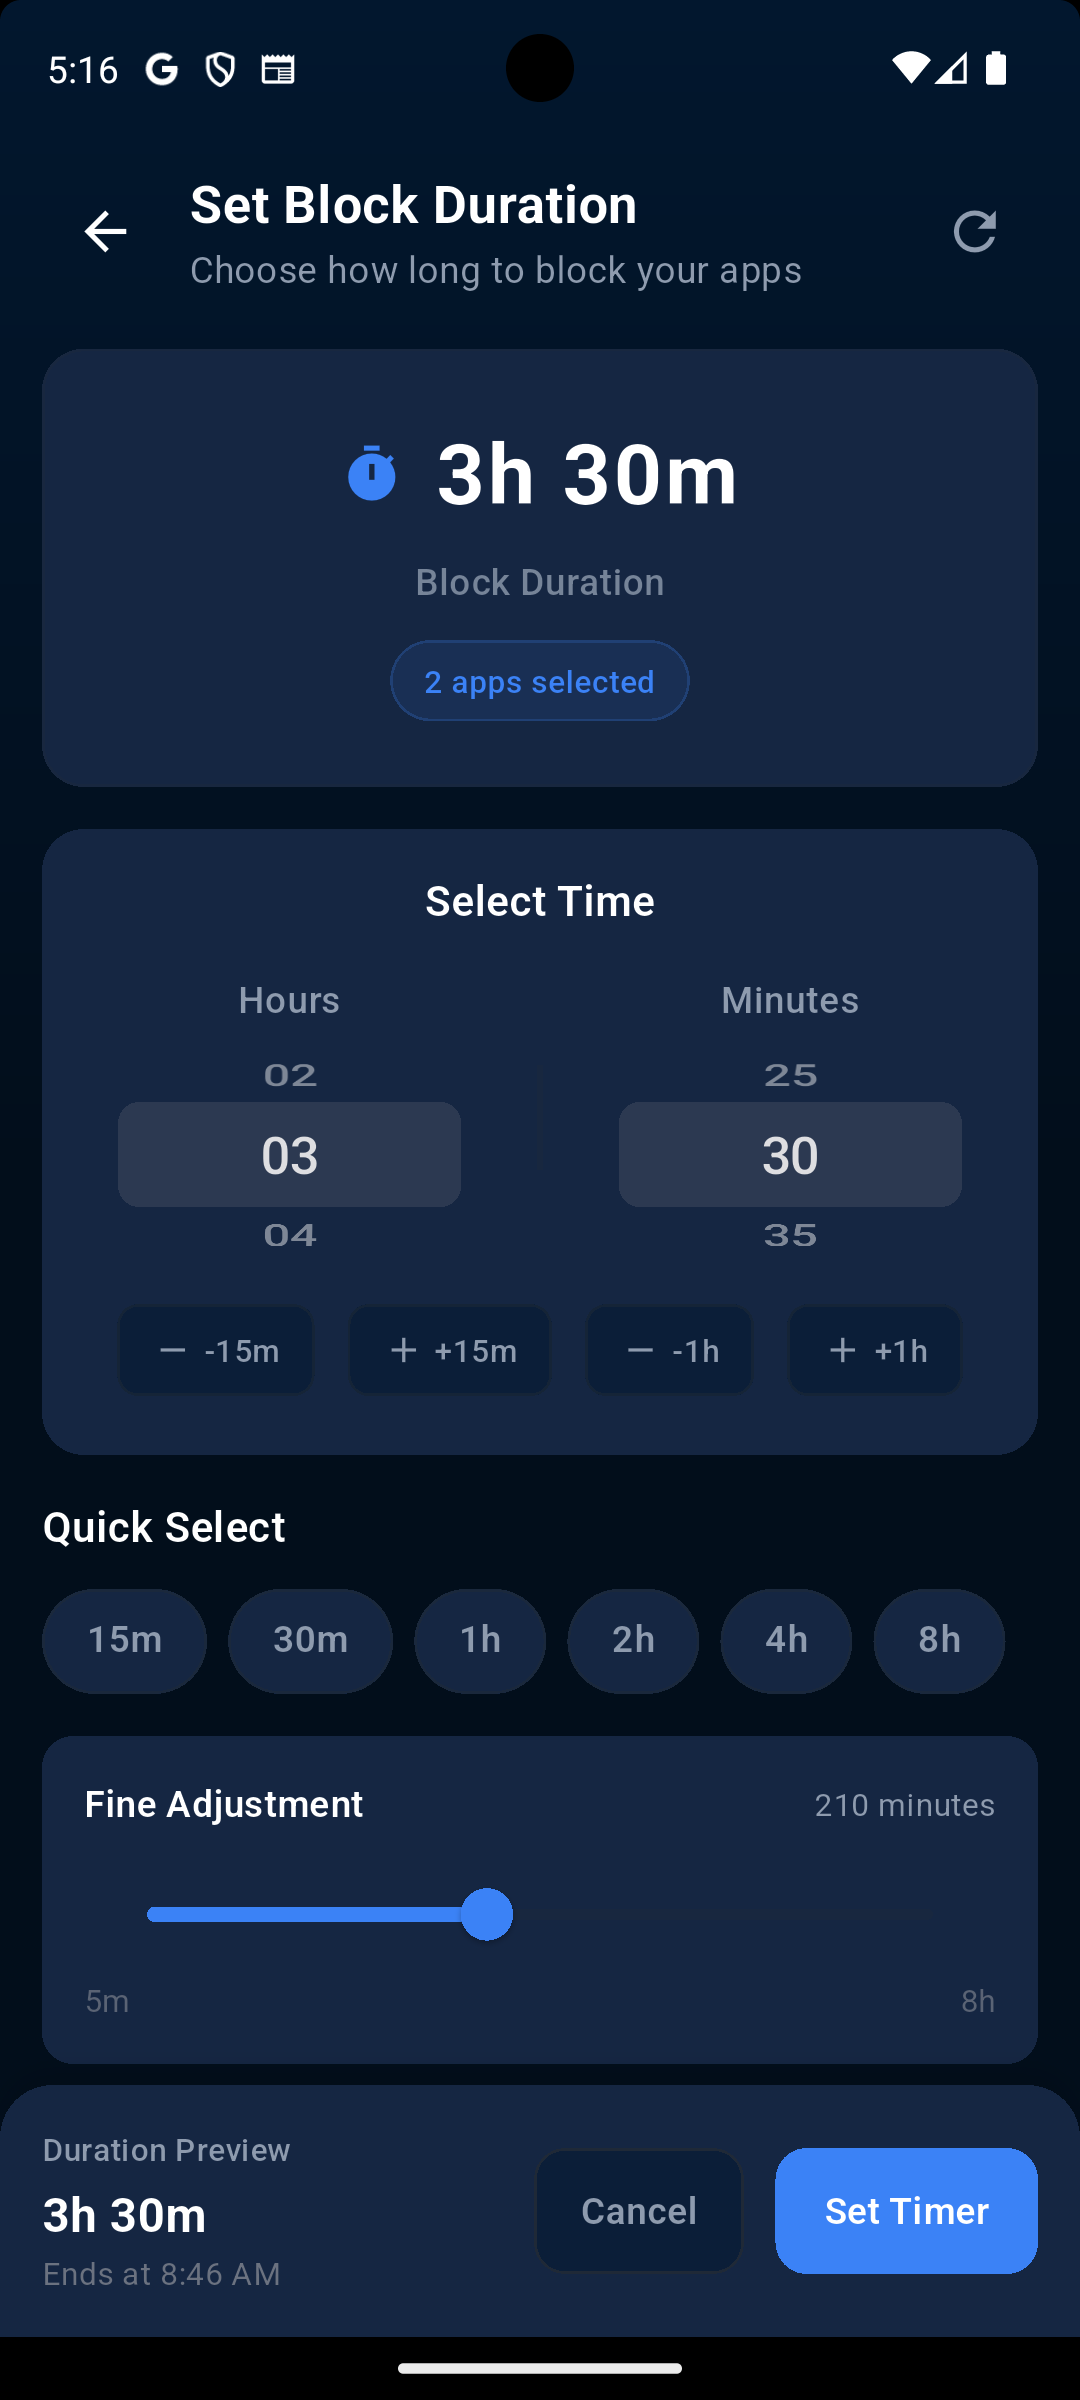 5:16
Set Block Duration
Choose how long to block your apps
3h 30m
Block Duration
2 apps selected
Select Time
Hours Minutes
02 25
03 30
04 35
-15m +15m -1h +1h
Quick Select
15m 30m 1h 2h 4h 8h
Fine Adjustment 210 minutes
5m 8h
Duration Preview
3h 30m
Ends at 8:46 AM
Cancel Set Timer